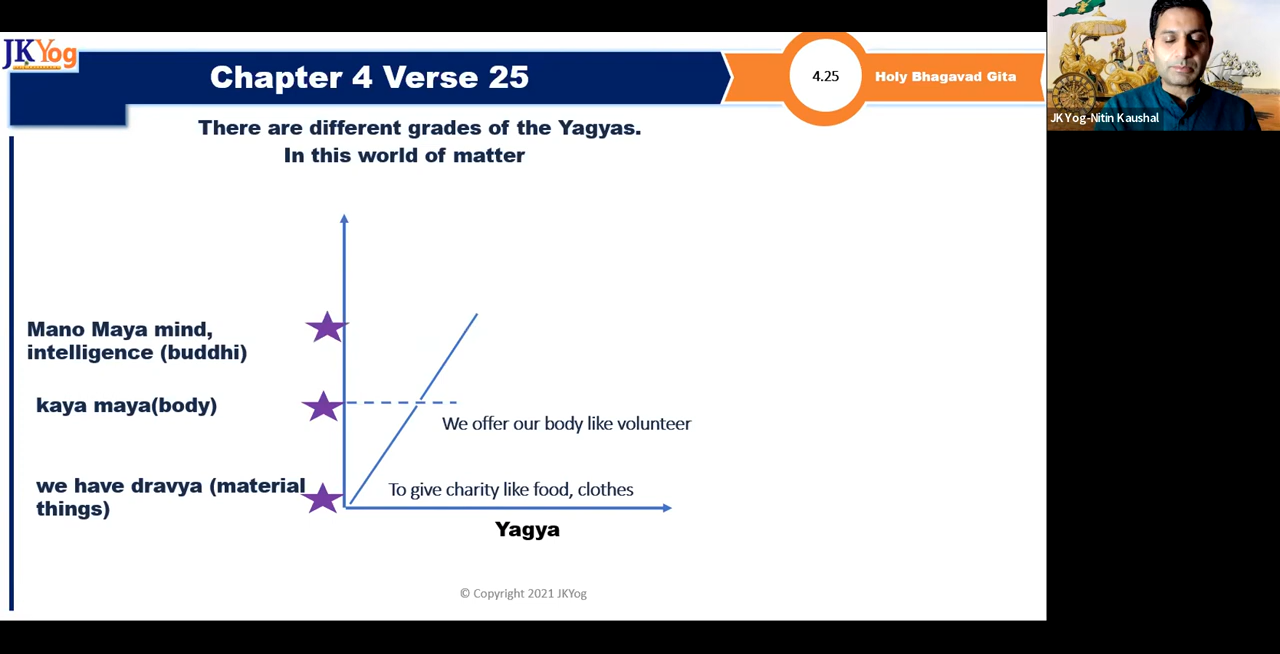 JKYog
Chapter 4 Verse 25
4.25
Holy Bhagavad Gita
JKYog-Nitin Kaushal
There are different grades of the Yagyas.
In this world of matter
Mano Maya mind,
intelligence (buddhi)
kaya maya(body)
We offer our body like volunteer
we have dravya (material
things)
To give charity like food, clothes
Yagya
© Copyright 2021 JKYog